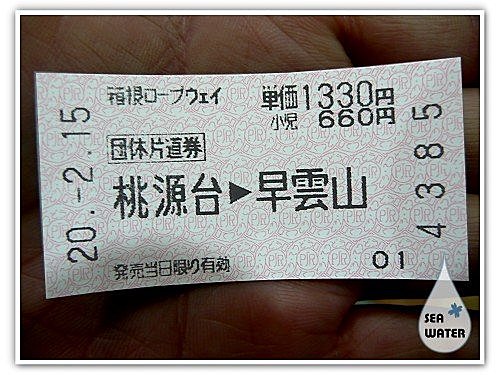 箱根ロープウェイ 単価1330円
小児 660円
団体片道券
桃源台▶早雲山
発売当日限り有効 01
20.-2.15
4385
SEA
WATER